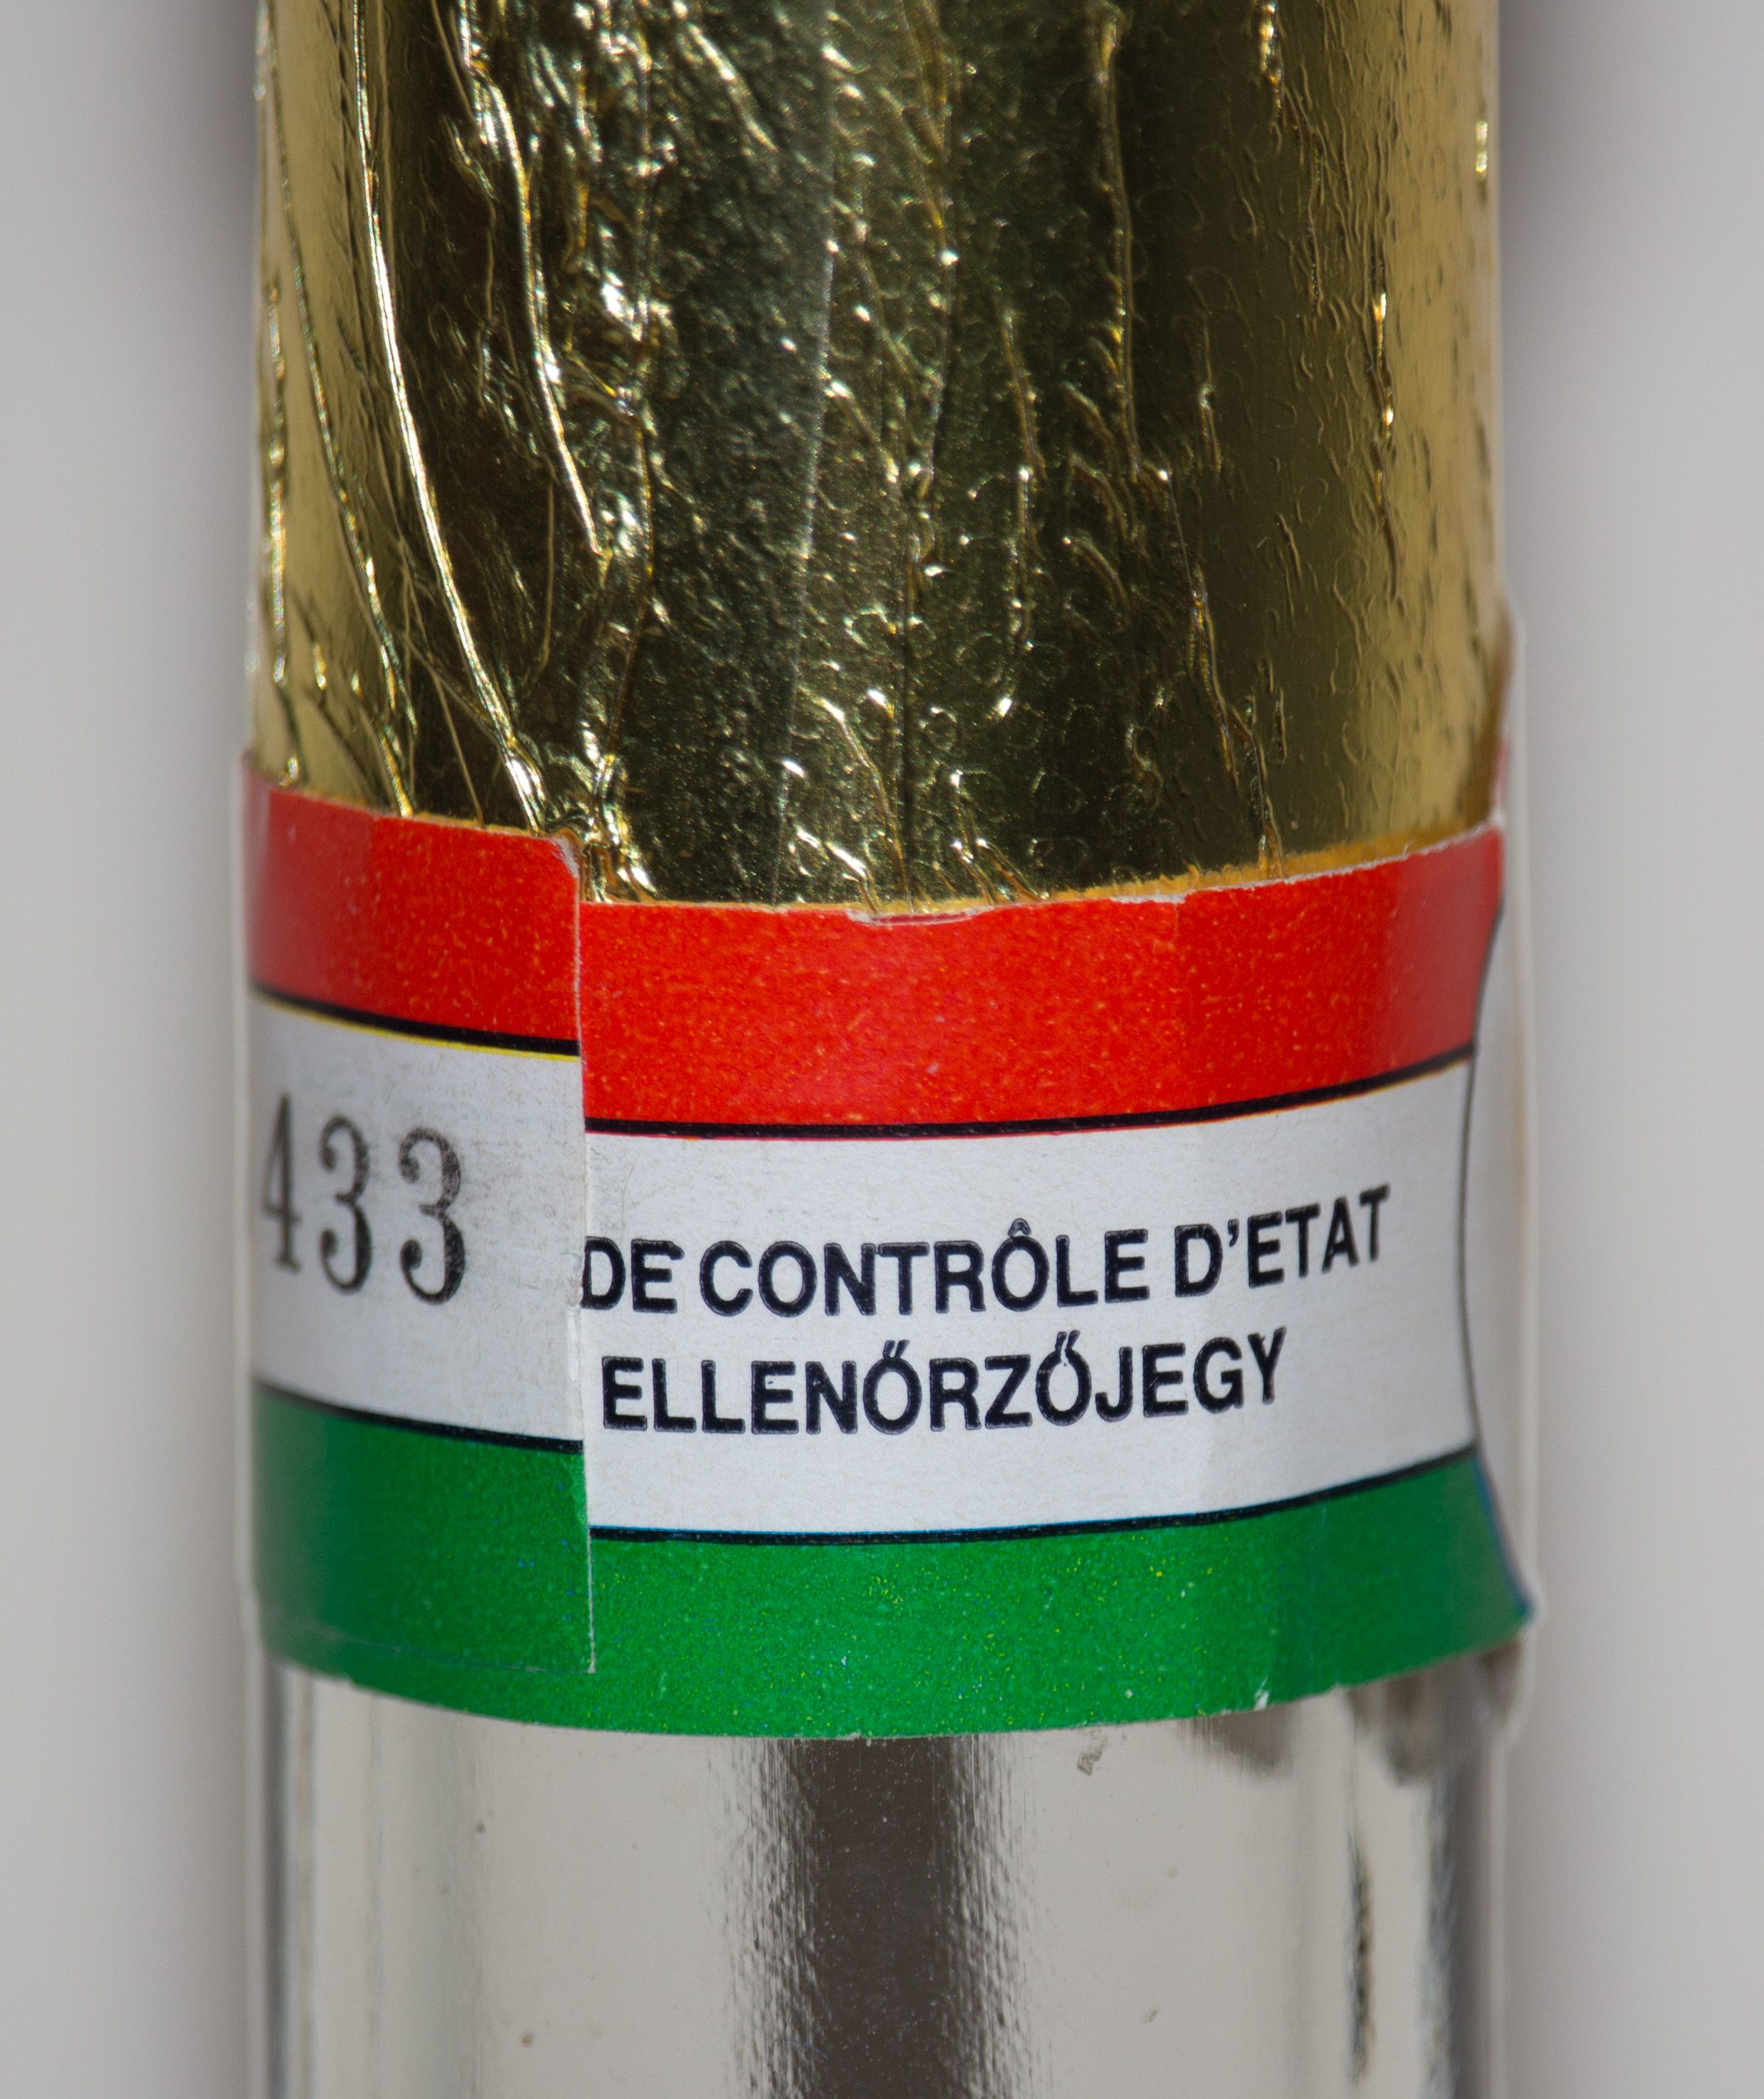 433
DE CONTRÔLE D'ETAT
ELLENŐRZŐJEGY